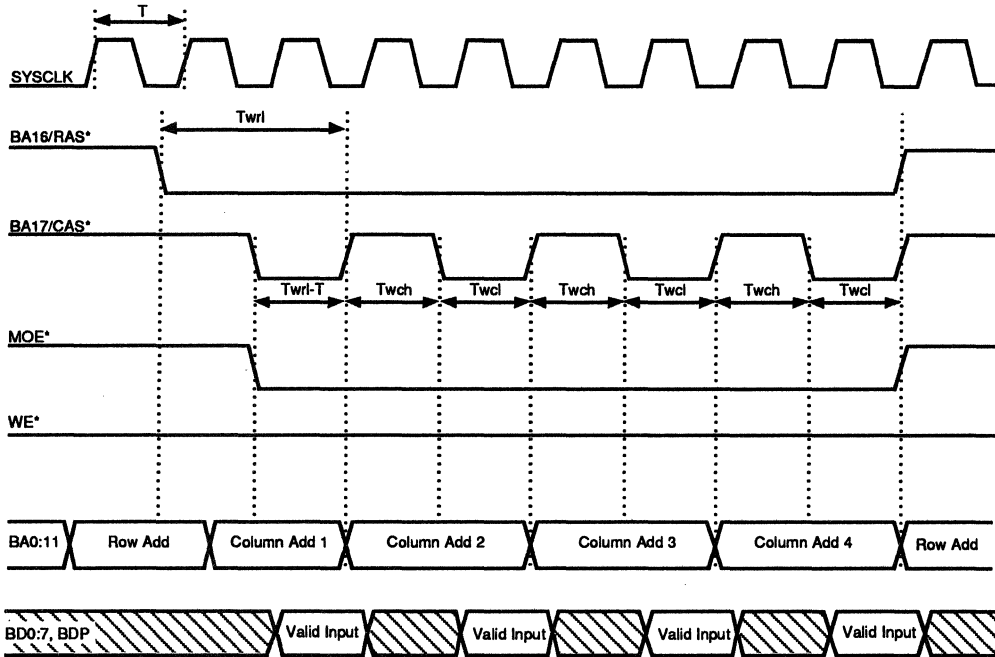 T
SYSCLK
Twrl
BA16/RAS*
BA17/CAS*
Twrl-T Twch Twcl Twch Twcl Twch Twcl
MOE*
WE*
BA0:11 Row Add Column Add 1 Column Add 2 Column Add 3 Column Add 4 Row Add
BD0:7, BDP Valid Input Valid Input Valid Input Valid Input